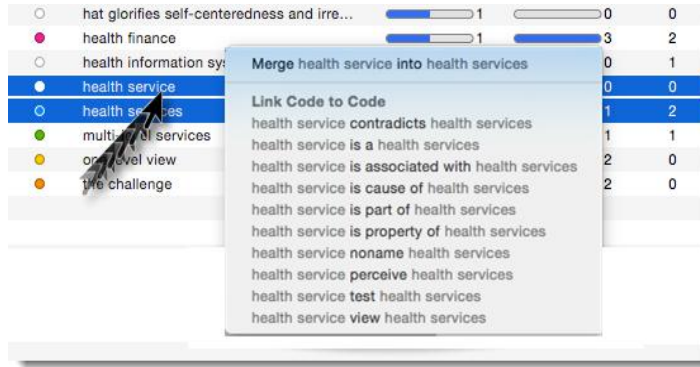 hat glorifies self-centeredness and irre... 1 0 0
health finance 1 3 2
health information sys 0 1
Merge health service into health services
health service 0 0
health services 1 2
Link Code to Code
health service contradicts health services
multi services 1 1
health service is a health services
level view 2 0
health service is associated with health services
the challenge 2 0
health service is cause of health services
health service is part of health services
health service is property of health services
health service noname health services
health service perceive health services
health service test health services
health service view health services